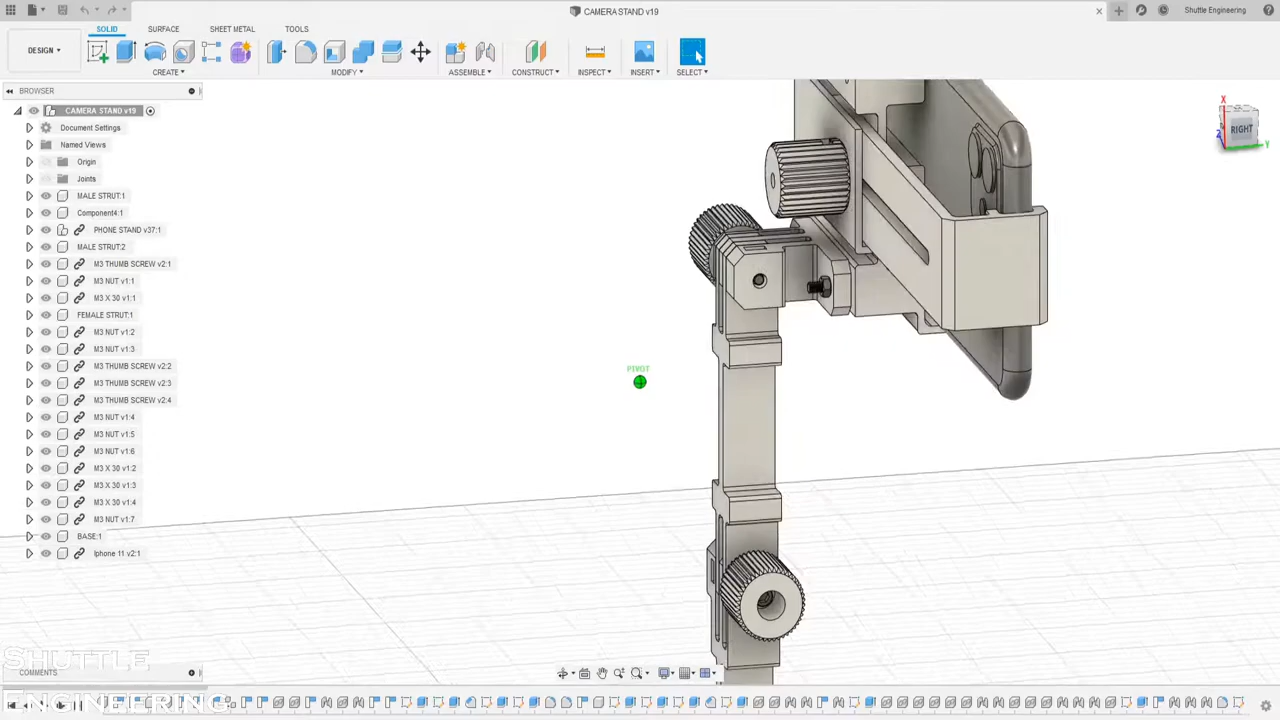 CAMERA STAND v19
Shuttle Engineering
DESIGN
SOLID
SURFACE
SHEET METAL
TOOLS
CREATE
MODIFY
ASSEMBLE
CONSTRUCT
INSPECT
INSERT
SELECT
BROWSER
CAMERA STAND v19
Document Settings
Named Views
Origin
Joints
MALE STRUT:1
Component4:1
PHONE STAND v37:1
MALE STRUT:2
M3 THUMB SCREW v2:1
M3 NUT v1:1
M3 X 30 v1:1
FEMALE STRUT:1
M3 NUT v1:2
M3 NUT v1:3
M3 THUMB SCREW v2:2
M3 THUMB SCREW v2:3
M3 THUMB SCREW v2:4
M3 NUT v1:4
M3 NUT v1:5
M3 NUT v1:6
M3 X 30 v1:2
M3 X 30 v1:3
M3 X 30 v1:4
M3 NUT v1:7
BASE:1
Iphone 11 v2:1
PIVOT
X
RIGHT
Z
Y
SHUTTLE
COMMENTS
NGINEERING